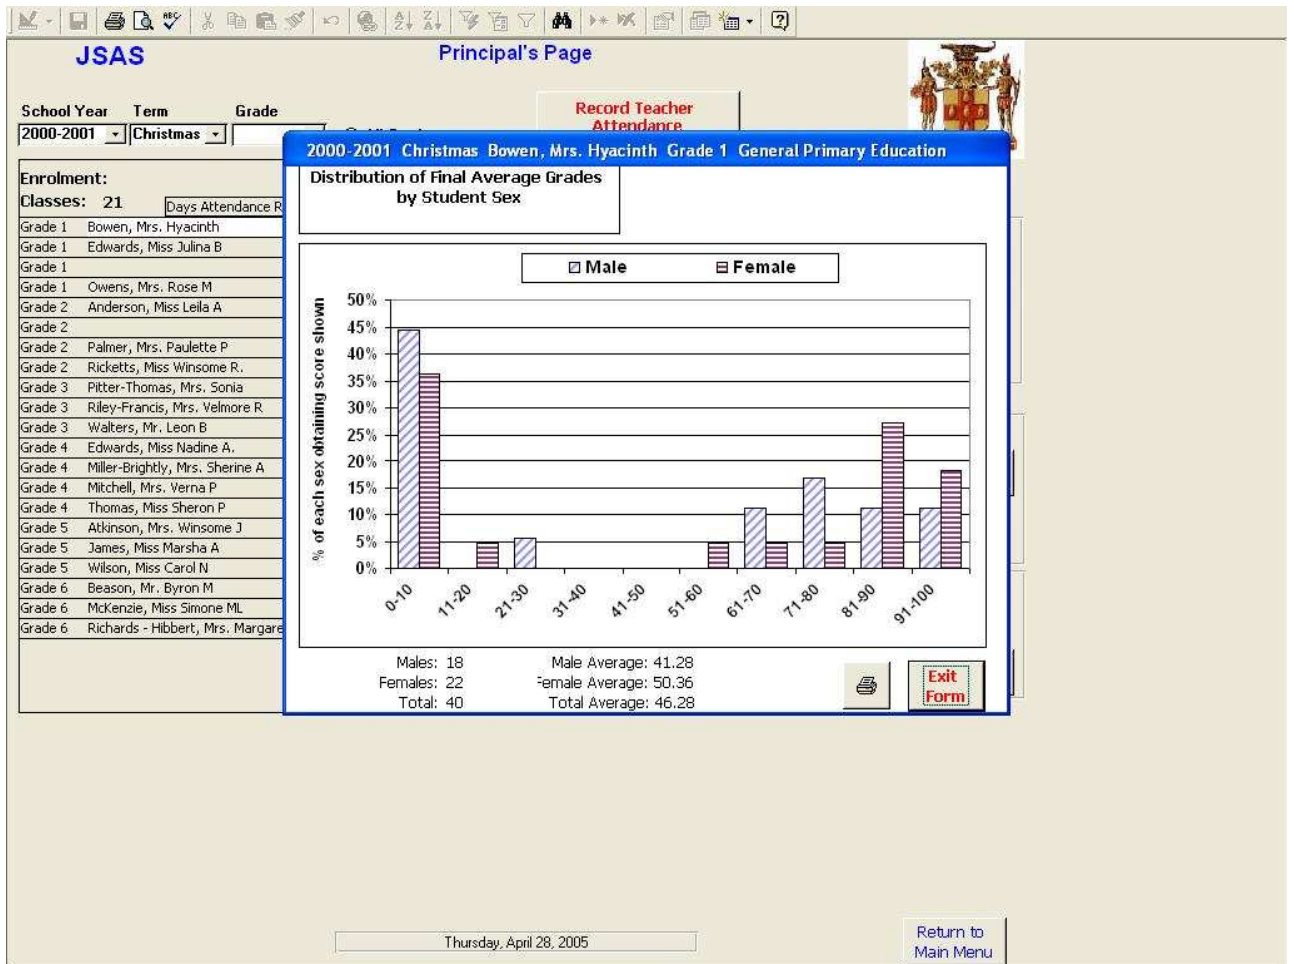 JSAS
Principal's Page
School Year Term Grade
2000-2001 Christmas
Record Teacher
Attendance
2000-2001 Christmas Bowen, Mrs. Hyacinth Grade 1 General Primary Education
Enrolment:
Classes: 21
Days Attendance R
Grade 1 Bowen, Mrs. Hyacinth
Grade 1 Edwards, Miss Julina B
Grade 1
Grade 1 Owens, Mrs. Rose M
Grade 2 Anderson, Miss Leila A
Grade 2
Grade 2 Palmer, Mrs. Paulette P
Grade 2 Ricketts, Miss Winsome R.
Grade 3 Pitter-Thomas, Mrs. Sonia
Grade 3 Riley-Francis, Mrs. Velmore R
Grade 3 Walters, Mr. Leon B
Grade 4 Edwards, Miss Nadine A.
Grade 4 Miller-Brightly, Mrs. Sherine A
Grade 4 Mitchell, Mrs. Verna P
Grade 4 Thomas, Miss Sheron P
Grade 5 Atkinson, Mrs. Winsome J
Grade 5 James, Miss Marsha A
Grade 5 Wilson, Miss Carol N
Grade 6 Beason, Mr. Byron M
Grade 6 McKenzie, Miss Simone ML
Grade 6 Richards - Hibbert, Mrs. Margare
Distribution of Final Average Grades
by Student Sex
Male Female
% of each sex obtaining score shown
50%
45%
40%
35%
30%
25%
20%
15%
10%
5%
0%
0-10 11-20 21-30 31-40 41-50 51-60 61-70 71-80 81-90 91-100
Males: 18 Male Average: 41.28
Females: 22 Female Average: 50.36
Total: 40 Total Average: 46.28
Exit
Form
Thursday, April 28, 2005
Return to
Main Menu